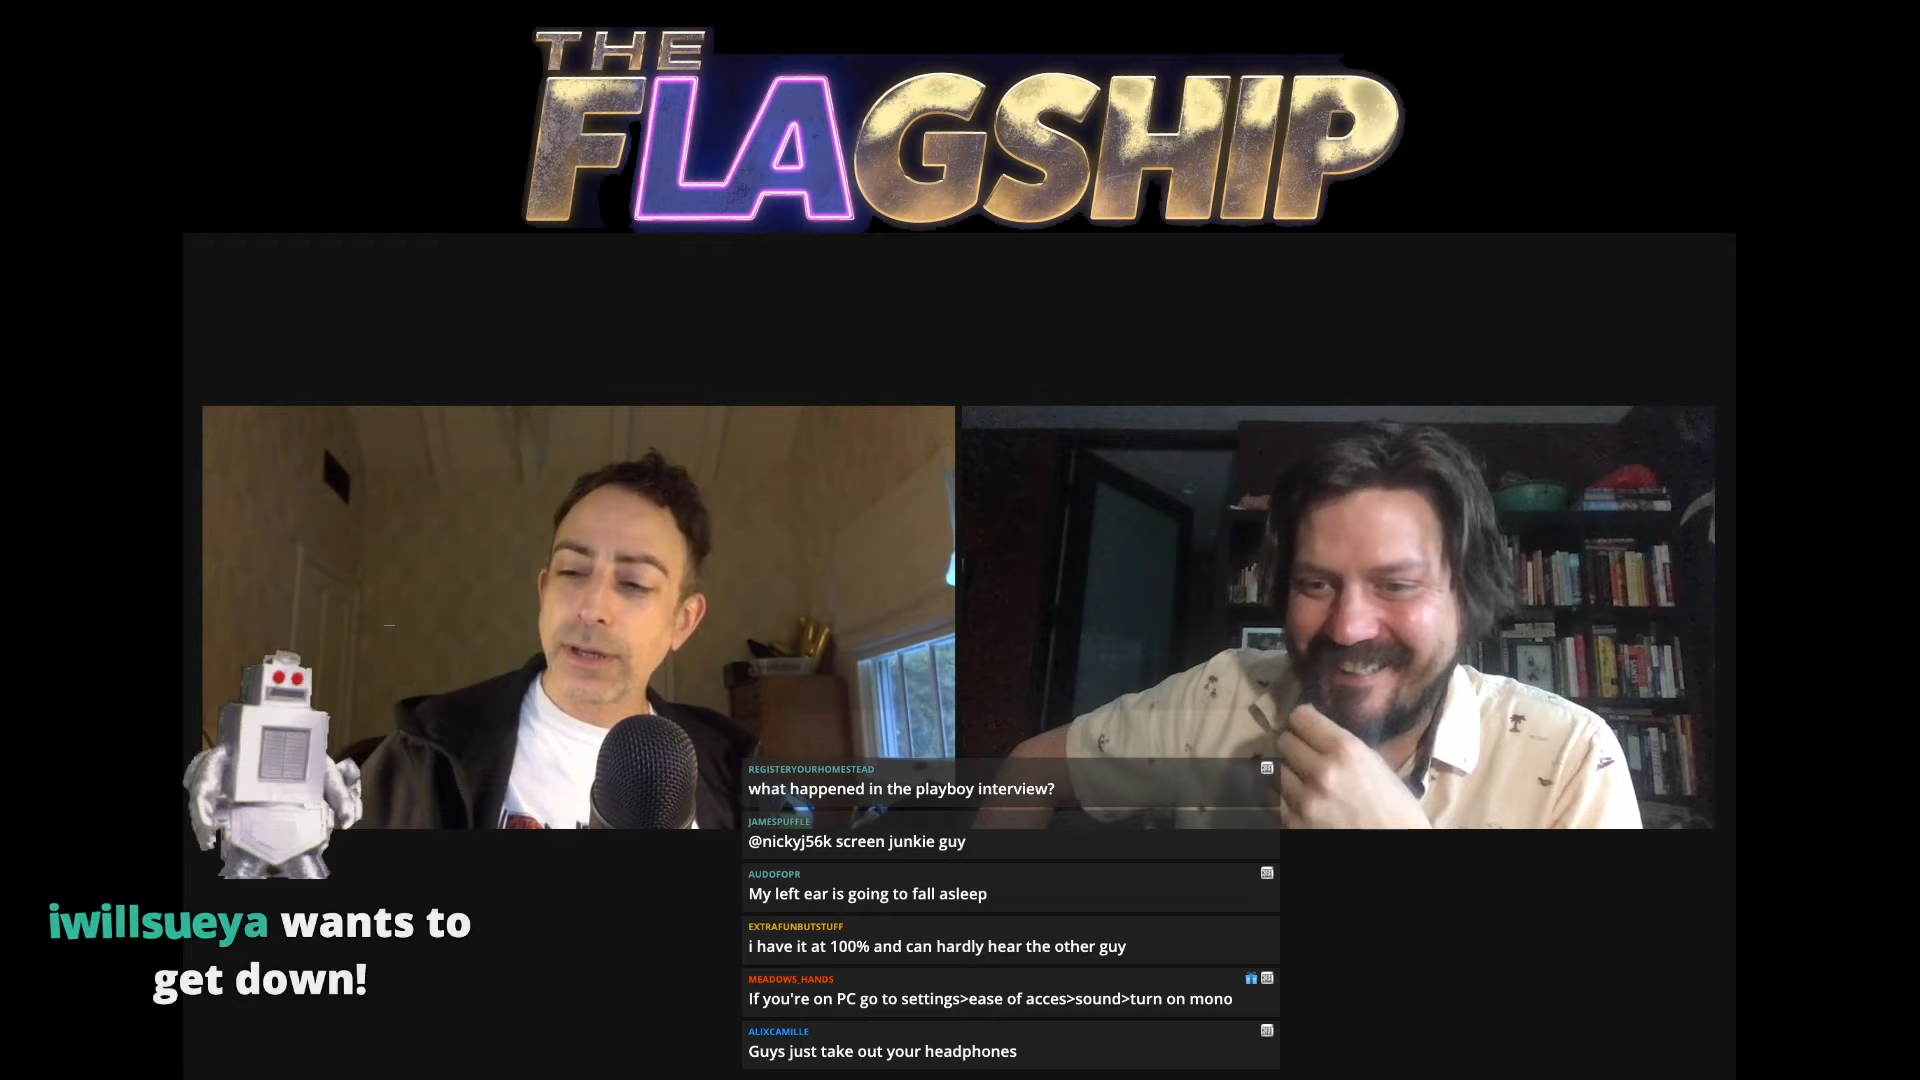 THE
FLAGSHIP
REGISTERYOURHOMESTEAD
what happened in the playboy interview?
JAMESPUFFLE
@nickyj56k screen junkie guy
AUDOFOPR
My left ear is going to fall asleep
EXTRAFUNBUTSTUFF
i have it at 100% and can hardly hear the other guy
MEADOWS_HANDS
If you're on PC go to settings>ease of acces>sound>turn on mono
ALIXCAMILLE
Guys just take out your headphones
iwillsueya wants to
get down!